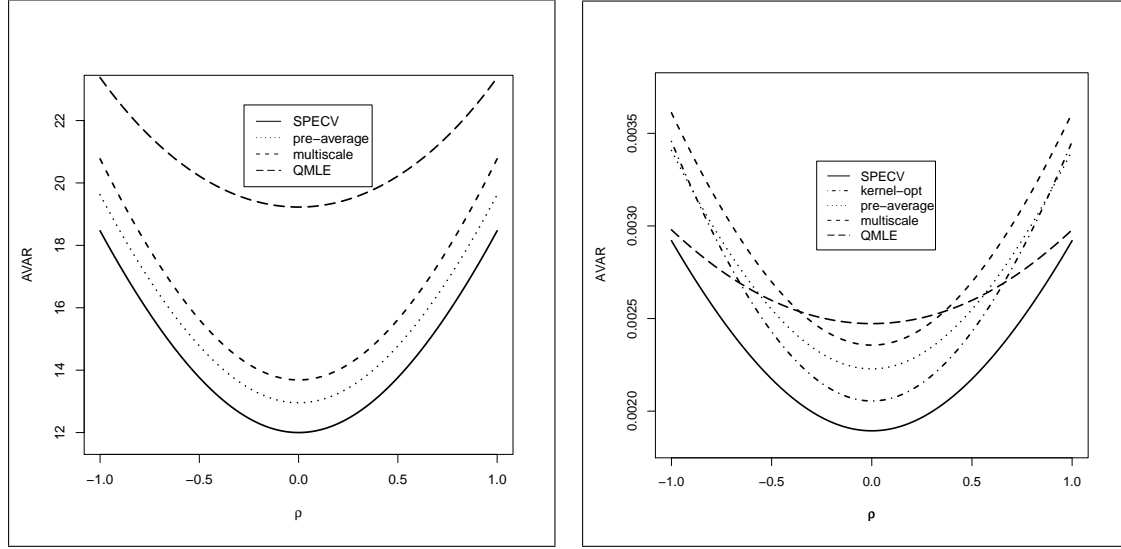 22
20
18
16
14
12
AVAR
SPECV
pre−average
multiscale
QMLE
−1.0 −0.5 0.0 0.5 1.0
ρ
0.0035
0.0030
0.0025
0.0020
AVAR
SPECV
kernel−opt
pre−average
multiscale
QMLE
−1.0 −0.5 0.0 0.5 1.0
ρ